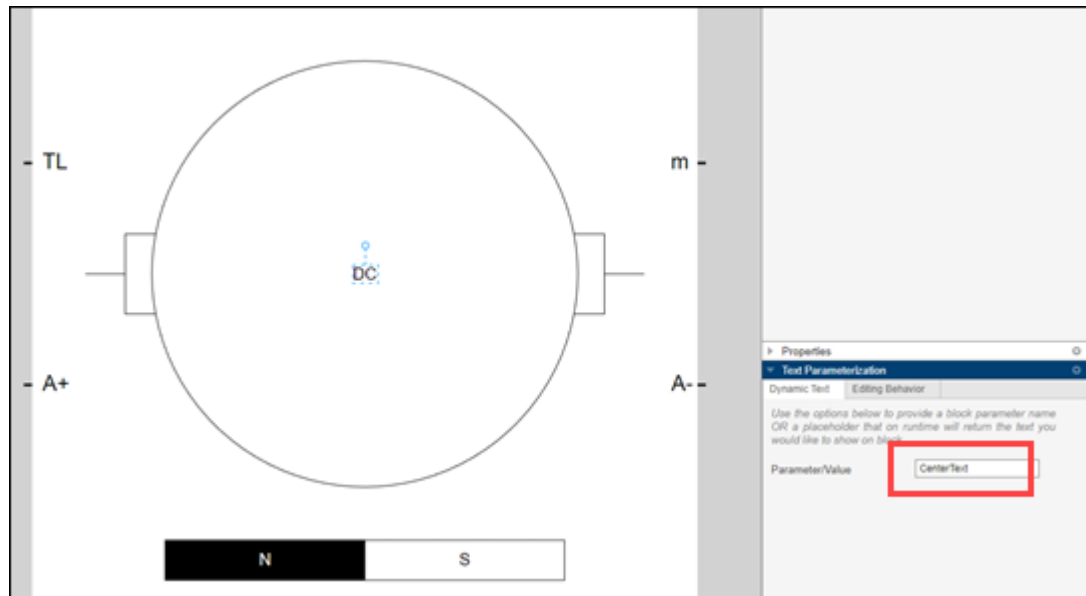 TL
m
DC
A+
A-
N
S
Properties
Text Parameterization
Dynamic Text Editing Behavior
Use the options below to provide a block parameter name
OR a placeholder that on runtime will return the text you
would like to show on block.
Parameter/Value CenterText